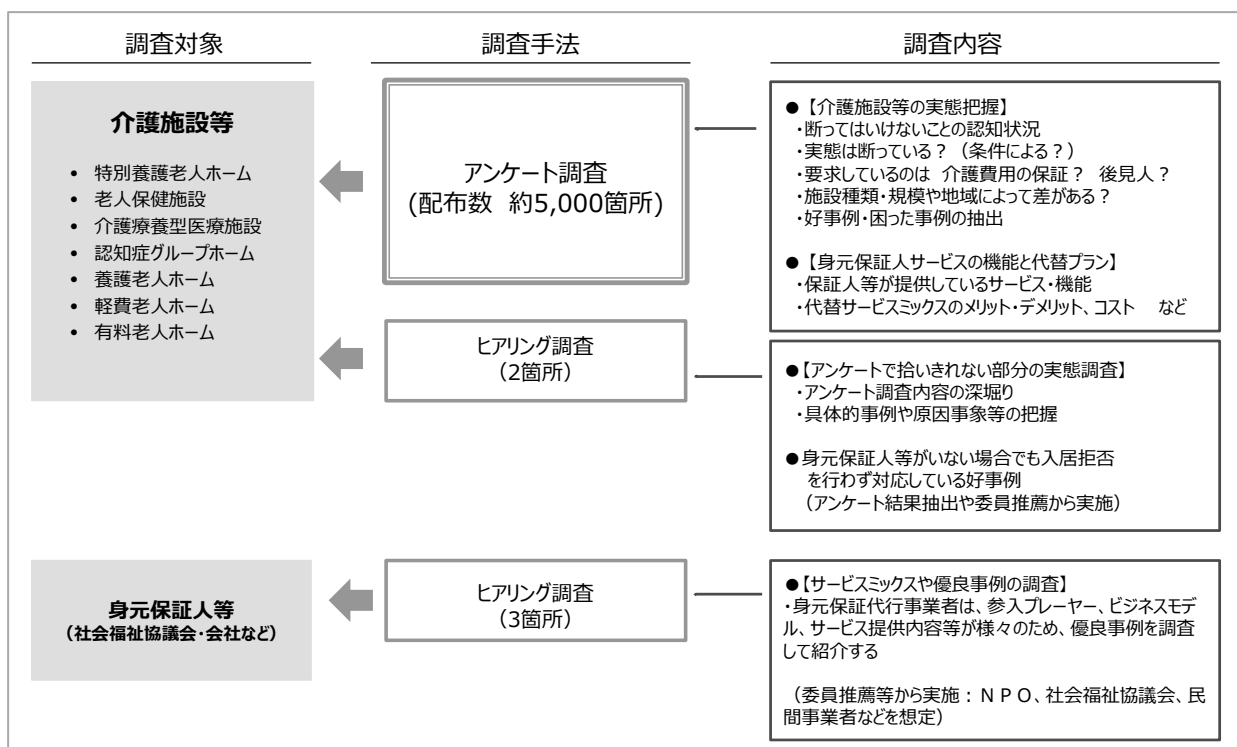 調査対象
調査手法
調査内容
介護施設等
• 特別養護老人ホーム
• 老人保健施設
• 介護療養型医療施設
• 認知症グループホーム
• 養護老人ホーム
• 軽費老人ホーム
• 有料老人ホーム
アンケート調査
(配布数 約5,000箇所)
●【介護施設等の実態把握】
・断ってはいけないことの認知状況
・実態は断っている？（条件による？）
・要求しているのは 介護費用の保証？ 後見人？
・施設種類・規模や地域によって差がある？
・好事例・困った事例の抽出
●【身元保証人サービスの機能と代替プラン】
・保証人等が提供しているサービス・機能
・代替サービスミックスのメリット・デメリット、コスト など
ヒアリング調査
（2箇所）
●【アンケートで拾いきれない部分の実態調査】
・アンケート調査内容の深堀り
・具体的事例や原因事象等の把握
●身元保証人等がいない場合でも入居拒否
を行わず対応している好事例
（アンケート結果抽出や委員推薦から実施）
身元保証人等
（社会福祉協議会・会社など）
ヒアリング調査
（3箇所）
●【サービスミックスや優良事例の調査】
・身元保証代行事業者は、参入プレーヤー、ビジネスモデ
ル、サービス提供内容等が様々のため、優良事例を調査
して紹介する
（委員推薦等から実施：ＮＰＯ、社会福祉協議会、民
間事業者などを想定）